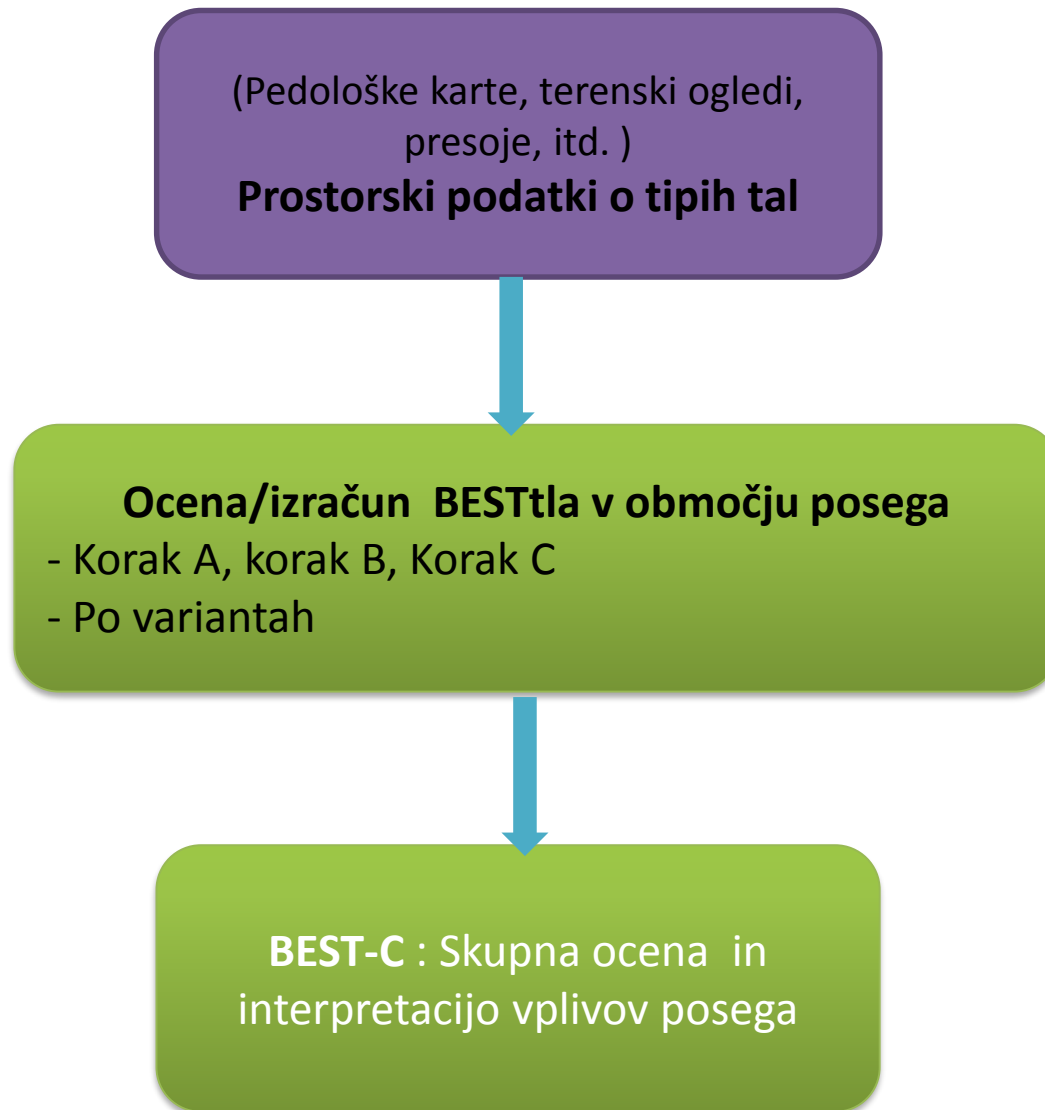 (Pedološke karte, terenski ogledi,
presoje, itd. )
Prostorski podatki o tipih tal
Ocena/izračun  BESTtla v območju posega
- Korak A, korak B, Korak C
- Po variantah
BEST-C : Skupna ocena  in
interpretacijo vplivov posega